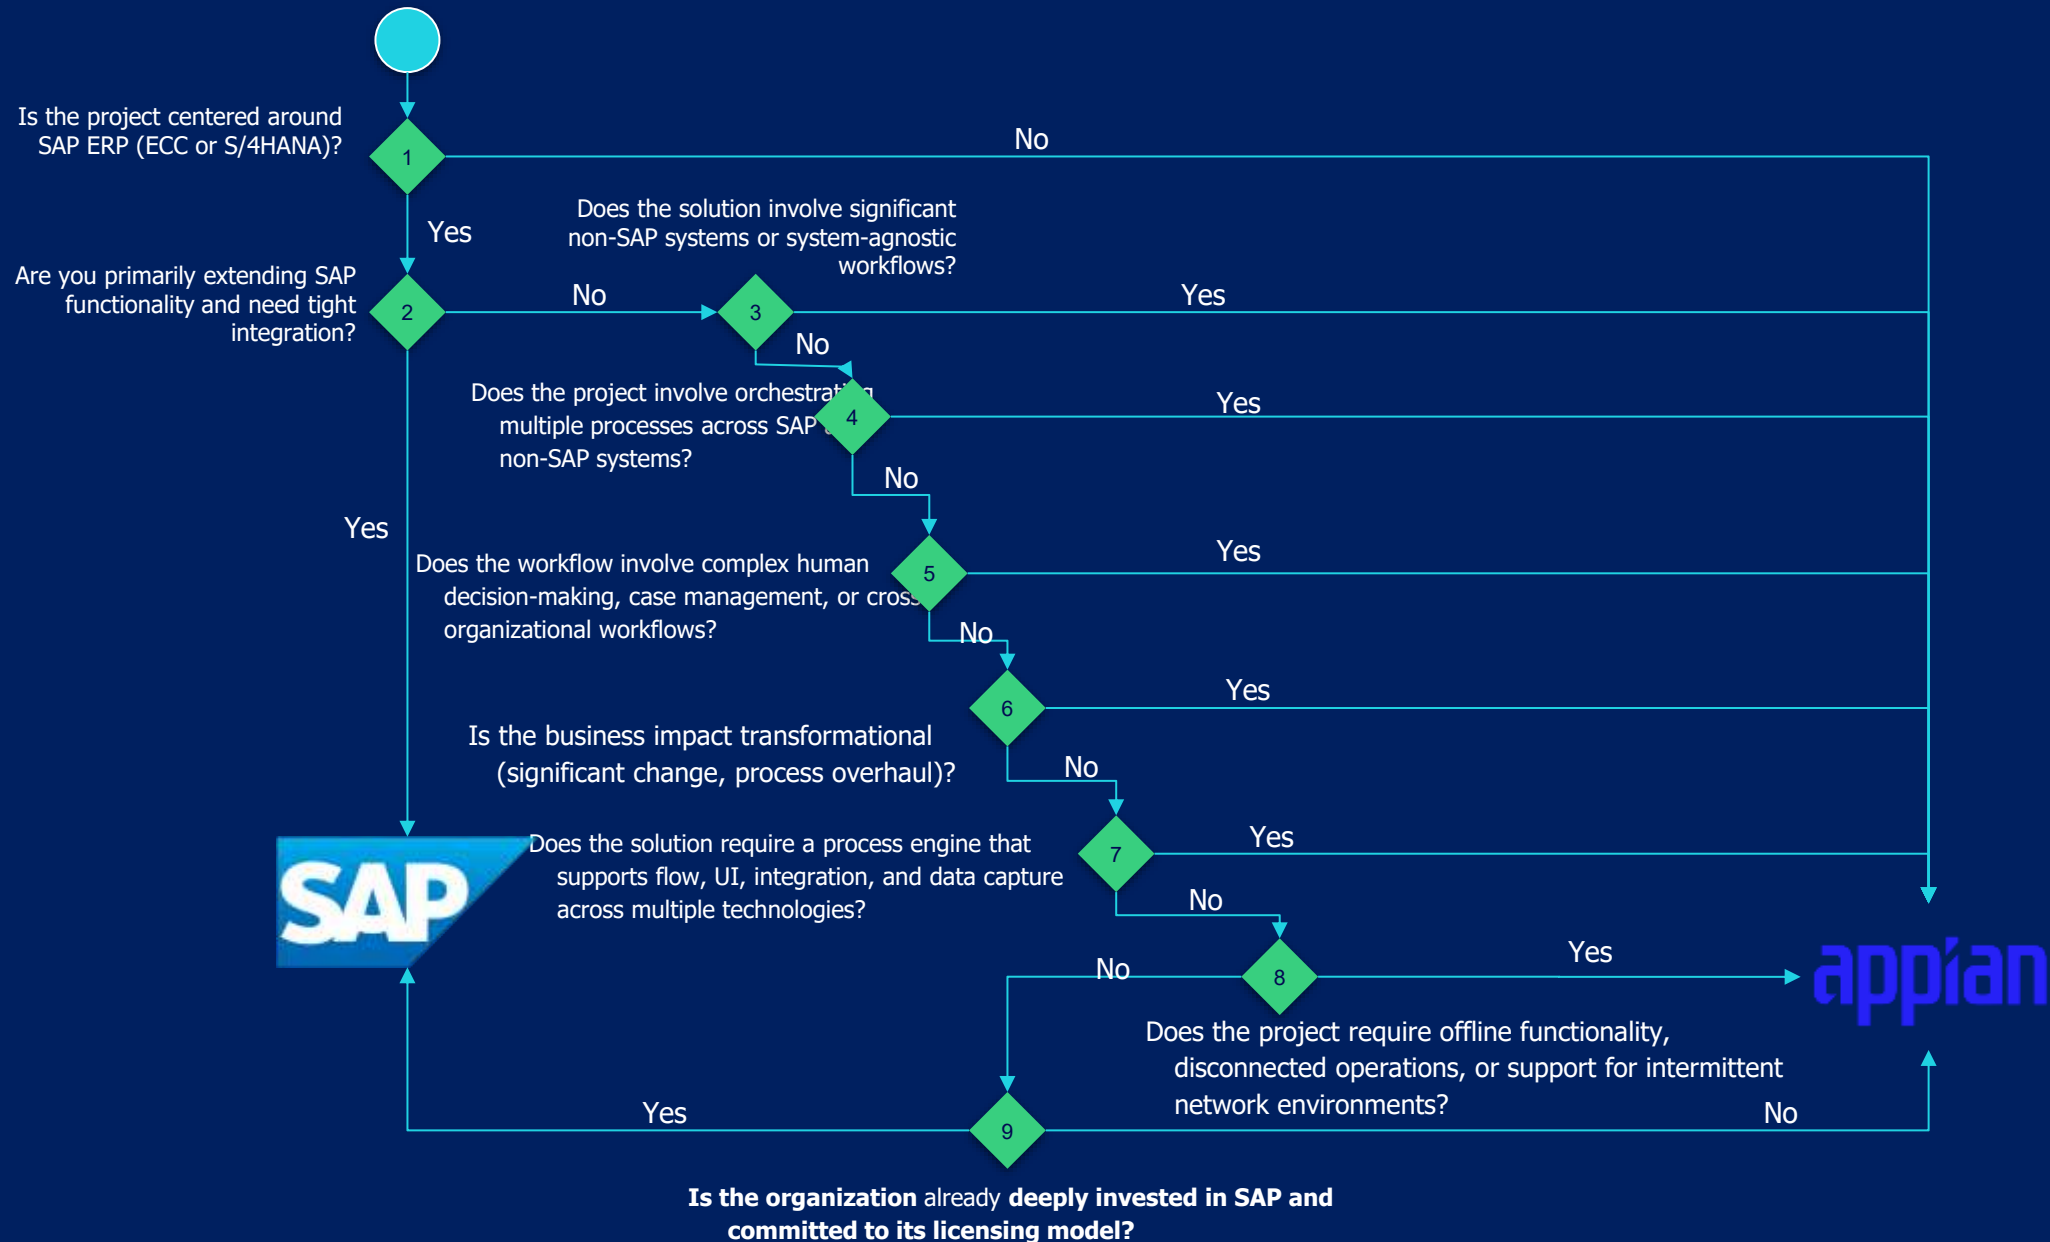 Is the project centered around
SAP ERP (ECC or S/4HANA)?
1
No
Yes
Does the solution involve significant
non-SAP systems or system-agnostic
workflows?
Are you primarily extending SAP
functionality and need tight
integration?
2
No
3
Yes
No
Does the project involve orchestrating
multiple processes across SAP
non-SAP systems?
4
Yes
No
Yes
Does the workflow involve complex human
decision-making, case management, or cross
organizational workflows?
5
Yes
No
6
Yes
Is the business impact transformational
(significant change, process overhaul)?
No
SAP
Does the solution require a process engine that
supports flow, UI, integration, and data capture
across multiple technologies?
7
Yes
No
No
8
Yes
appian
Does the project require offline functionality,
disconnected operations, or support for intermittent
network environments?
Yes
9
No
Is the organization already deeply invested in SAP and
committed to its licensing model?